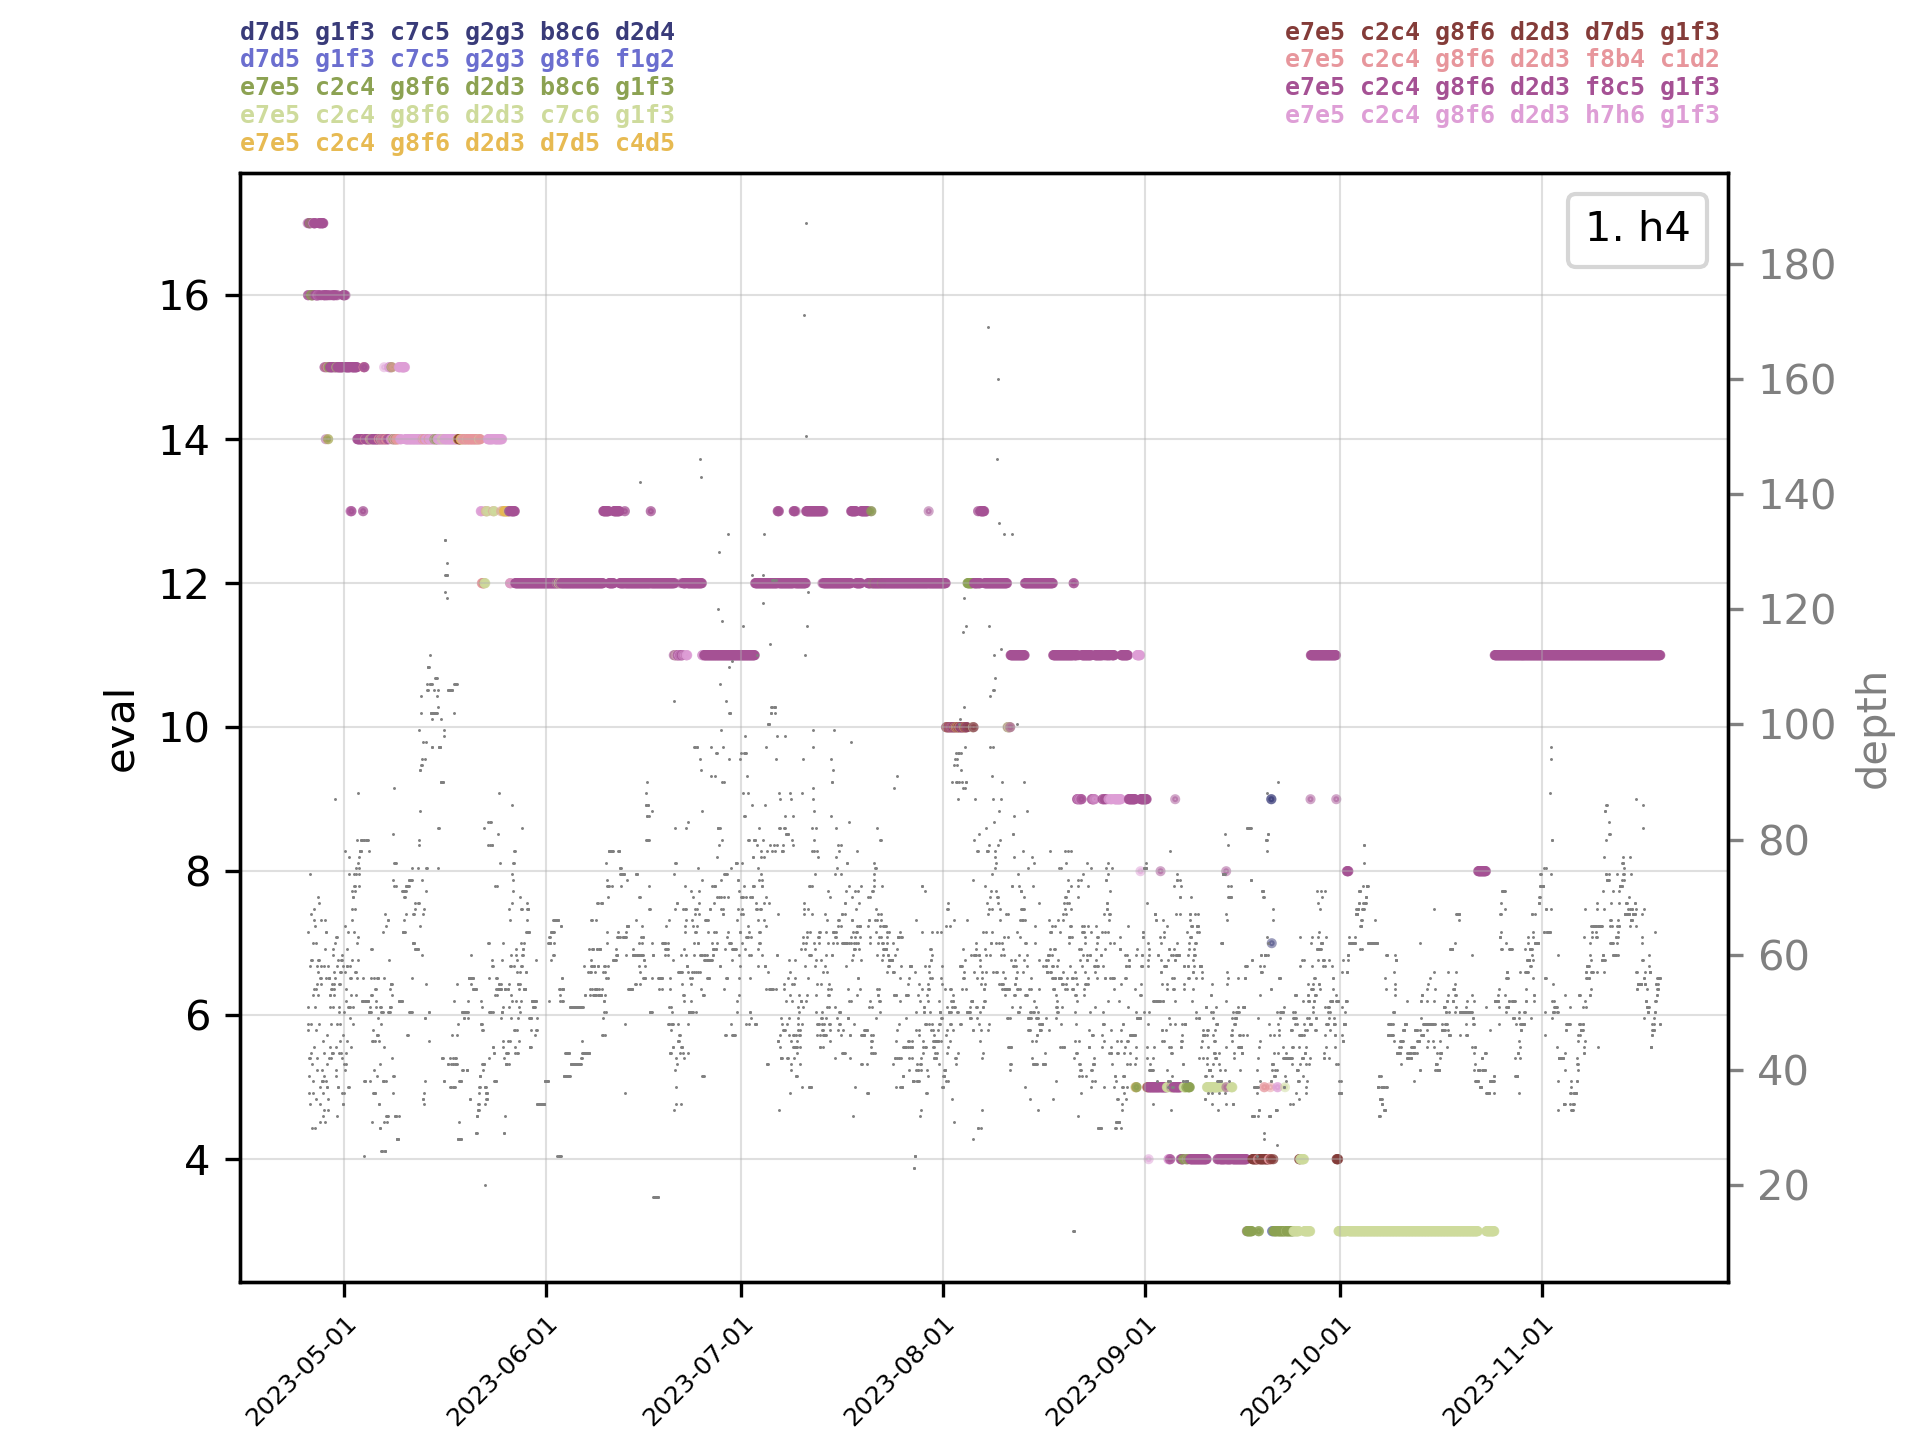 d7d5 g1f3 c7c5 g2g3 b8c6 d2d4
d7d5 g1f3 c7c5 g2g3 g8f6 f1g2
e7e5 c2c4 g8f6 d2d3 b8c6 g1f3
e7e5 c2c4 g8f6 d2d3 c7c6 g1f3
e7e5 c2c4 g8f6 d2d3 d7d5 c4d5
e7e5 c2c4 g8f6 d2d3 d7d5 g1f3
e7e5 c2c4 g8f6 d2d3 f8b4 c1d2
e7e5 c2c4 g8f6 d2d3 f8c5 g1f3
e7e5 c2c4 g8f6 d2d3 h7h6 g1f3
1. h4
eval
16
14
12
10
8
6
4
depth
180
160
140
120
100
80
60
40
20
2023-05-01
2023-06-01
2023-07-01
2023-08-01
2023-09-01
2023-10-01
2023-11-01